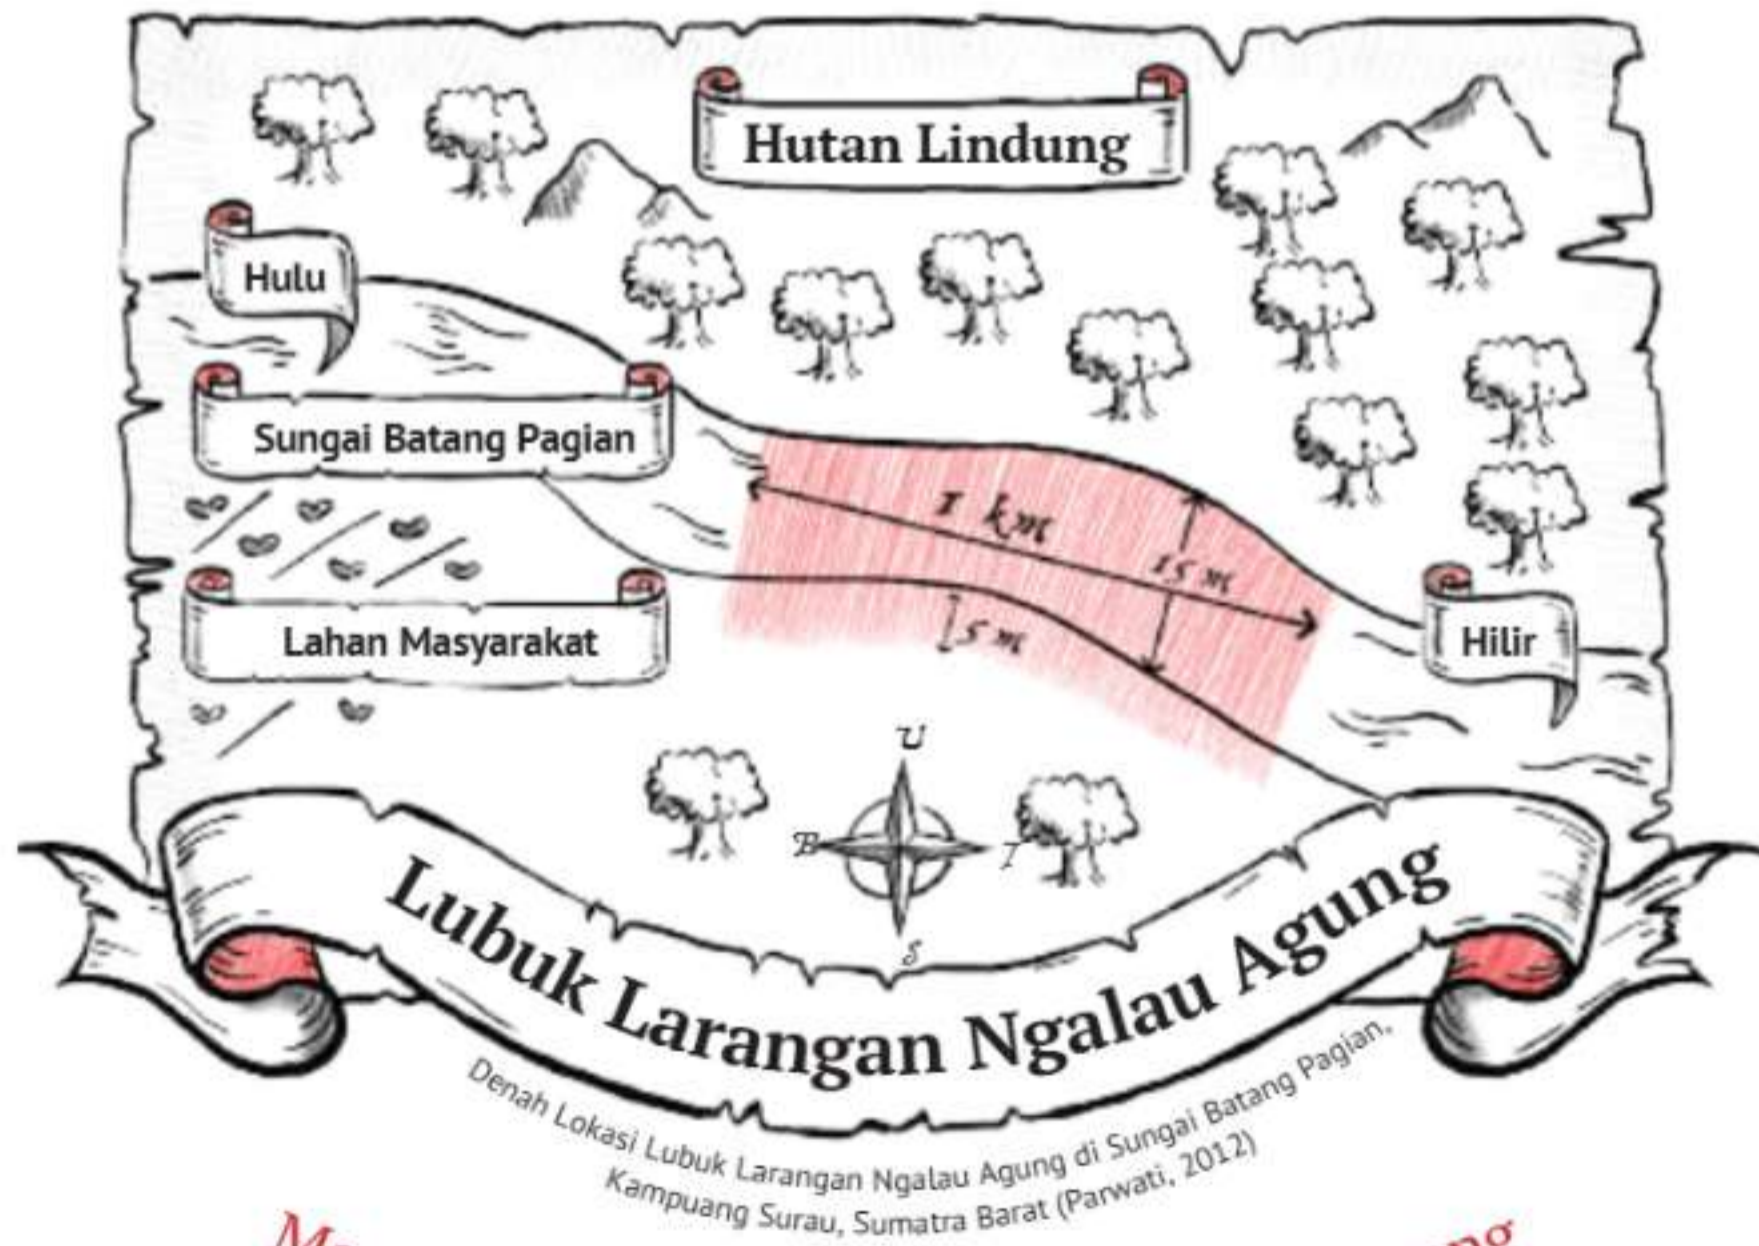 Hutan Lindung
Hulu
Sungai Batang Pagian
1 km
15 m
5 m
Lahan Masyarakat
Hilir
U
B
T
S
Lubuk Larangan Ngalau Agung
Denah Lokasi Lubuk Larangan Ngalau Agung di Sungai Batang Pagian,
Kampuang Surau, Sumatra Barat (Parwati, 2012)